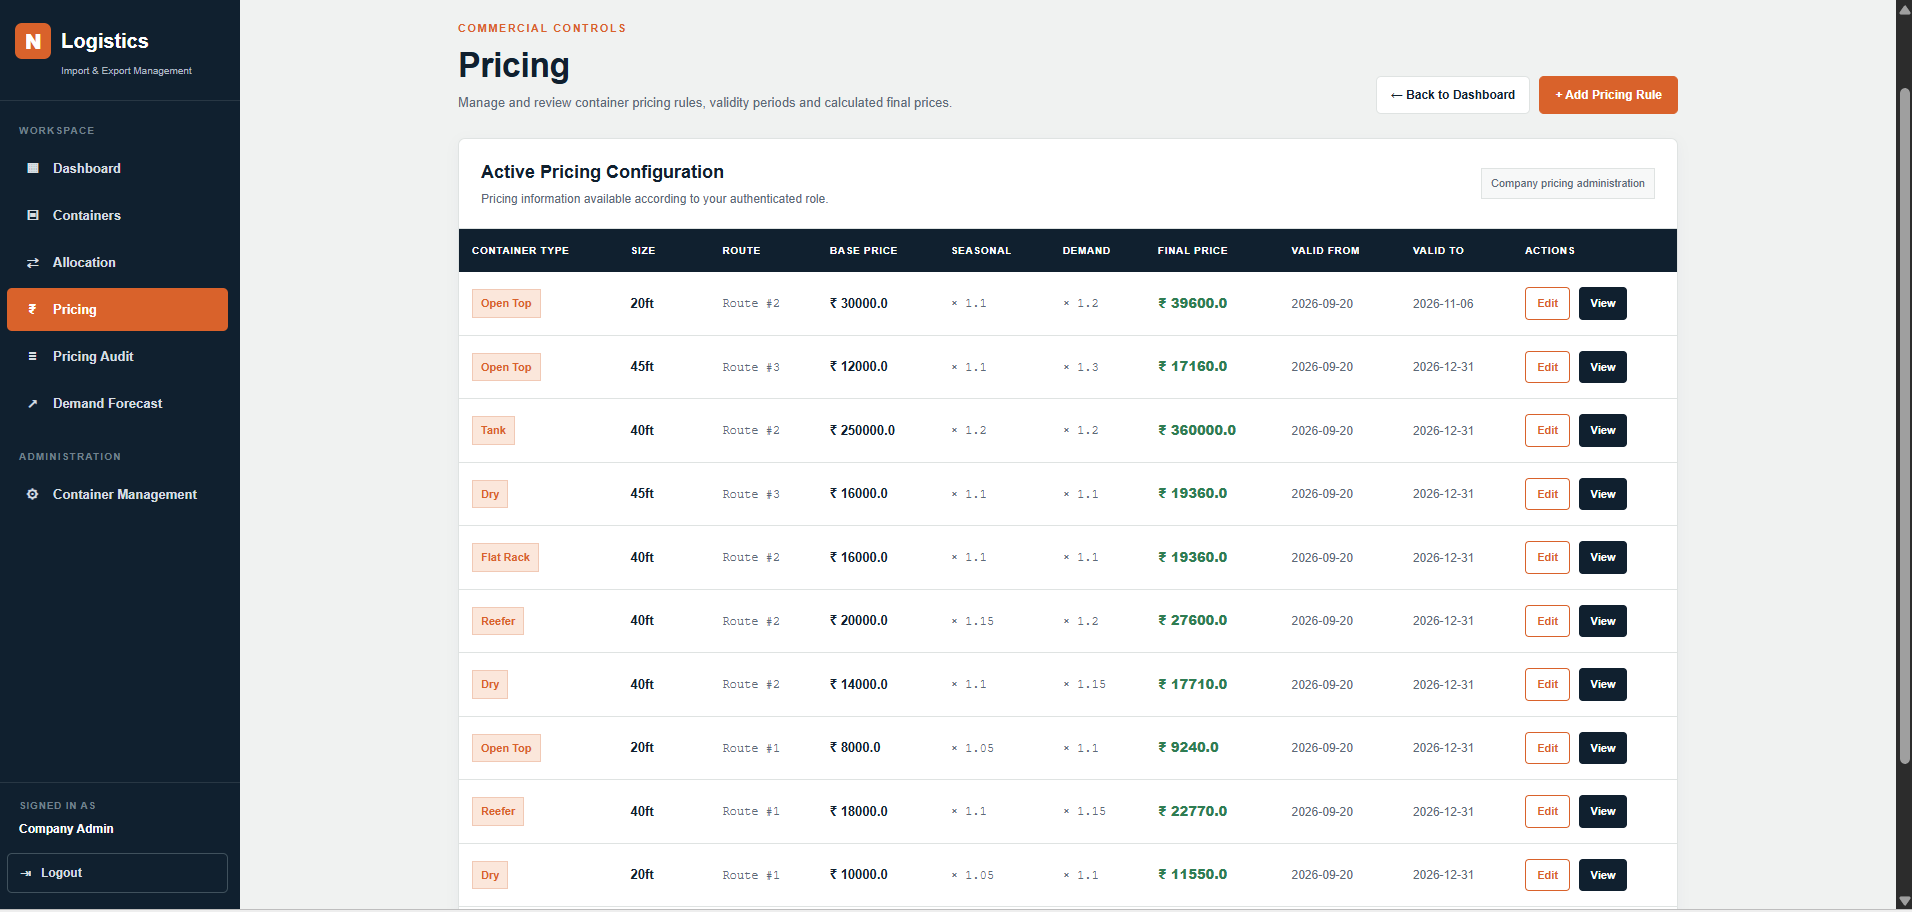 N Logistics
Import & Export Management
WORKSPACE
Dashboard
Containers
⇄ Allocation
₹ Pricing
≡ Pricing Audit
↗ Demand Forecast
ADMINISTRATION
⚙ Container Management
SIGNED IN AS
Company Admin
⇥ Logout
COMMERCIAL CONTROLS
Pricing
Manage and review container pricing rules, validity periods and calculated final prices.
← Back to Dashboard
+ Add Pricing Rule
Active Pricing Configuration
Pricing information available according to your authenticated role.
Company pricing administration
CONTAINER TYPE SIZE ROUTE BASE PRICE SEASONAL DEMAND FINAL PRICE VALID FROM VALID TO ACTIONS
Open Top 20ft Route #2 ₹ 30000.0 × 1.1 × 1.2 ₹ 39600.0 2026-09-20 2026-11-06 Edit View
Open Top 45ft Route #3 ₹ 12000.0 × 1.1 × 1.3 ₹ 17160.0 2026-09-20 2026-12-31 Edit View
Tank 40ft Route #2 ₹ 250000.0 × 1.2 × 1.2 ₹ 360000.0 2026-09-20 2026-12-31 Edit View
Dry 45ft Route #3 ₹ 16000.0 × 1.1 × 1.1 ₹ 19360.0 2026-09-20 2026-12-31 Edit View
Flat Rack 40ft Route #2 ₹ 16000.0 × 1.1 × 1.1 ₹ 19360.0 2026-09-20 2026-12-31 Edit View
Reefer 40ft Route #2 ₹ 20000.0 × 1.15 × 1.2 ₹ 27600.0 2026-09-20 2026-12-31 Edit View
Dry 40ft Route #2 ₹ 14000.0 × 1.1 × 1.15 ₹ 17710.0 2026-09-20 2026-12-31 Edit View
Open Top 20ft Route #1 ₹ 8000.0 × 1.05 × 1.1 ₹ 9240.0 2026-09-20 2026-12-31 Edit View
Reefer 40ft Route #1 ₹ 18000.0 × 1.1 × 1.15 ₹ 22770.0 2026-09-20 2026-12-31 Edit View
Dry 20ft Route #1 ₹ 10000.0 × 1.05 × 1.1 ₹ 11550.0 2026-09-20 2026-12-31 Edit View